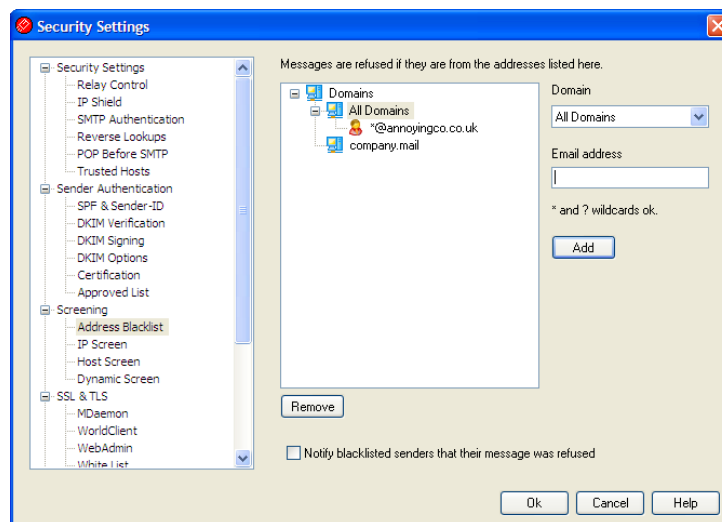 Security Settings
Security Settings
Relay Control
IP Shield
SMTP Authentication
Reverse Lookups
POP Before SMTP
Trusted Hosts
Sender Authentication
SPF & Sender-ID
DKIM Verification
DKIM Signing
DKIM Options
Certification
Approved List
Screening
Address Blacklist
IP Screen
Host Screen
Dynamic Screen
SSL & TLS
MDaemon
WorldClient
WebAdmin
White List
Messages are refused if they are from the addresses listed here.
Domains
All Domains
*@annoyingco.co.uk
company.mail
Remove
Notify blacklisted senders that their message was refused
Domain
All Domains
Email address
* and ? wildcards ok.
Add
Ok
Cancel
Help